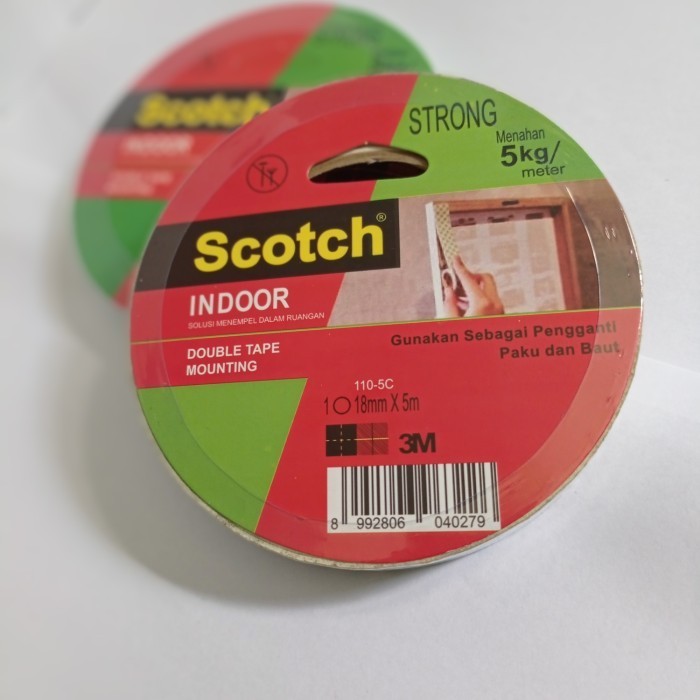 STRONG
Menahan
5kg/
meter
Scotch®
INDOOR
SOLUSI MENEMPEL DALAM RUANGAN
DOUBLE TAPE
MOUNTING
Gunakan Sebagai Pengganti
Paku dan Baut
110-5C
1 18mm X 5m
3M
8 992806 040279
Scotch
INDOOR